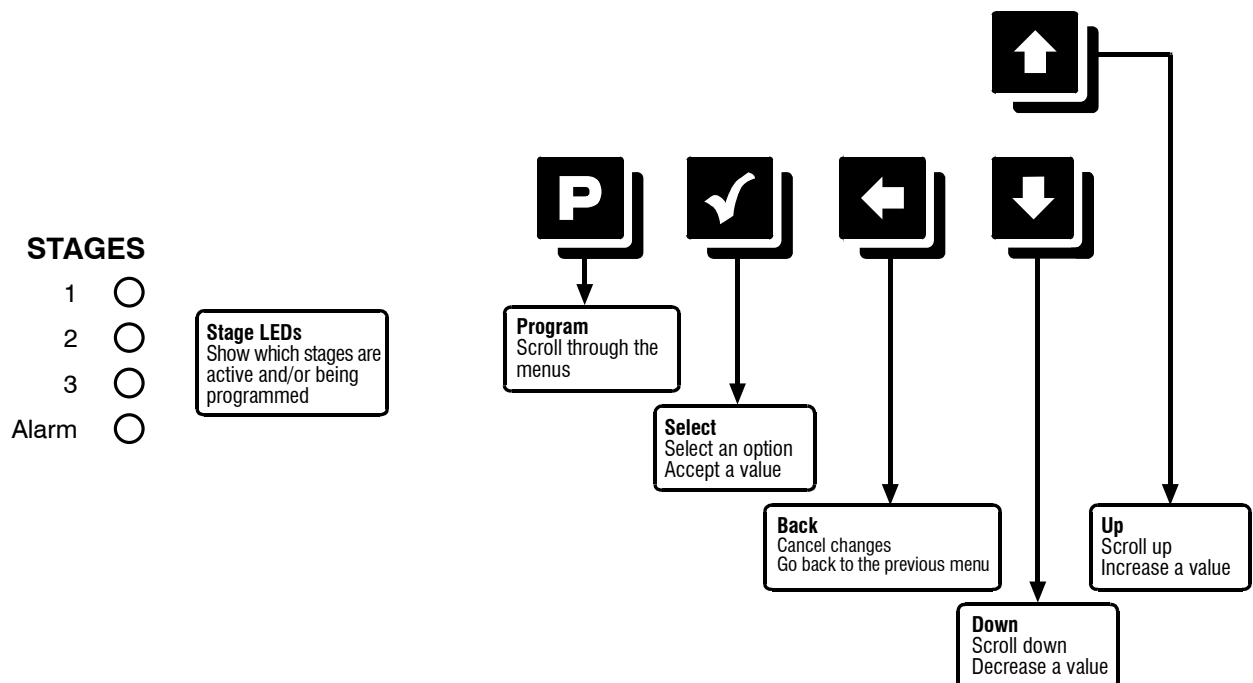 P
STAGES
1
2
3
Alarm
Stage LEDs
Show which stages are
active and/or being
programmed
Program
Scroll through the
menus
Select
Select an option
Accept a value
Back
Cancel changes
Go back to the previous menu
Up
Scroll up
Increase a value
Down
Scroll down
Decrease a value